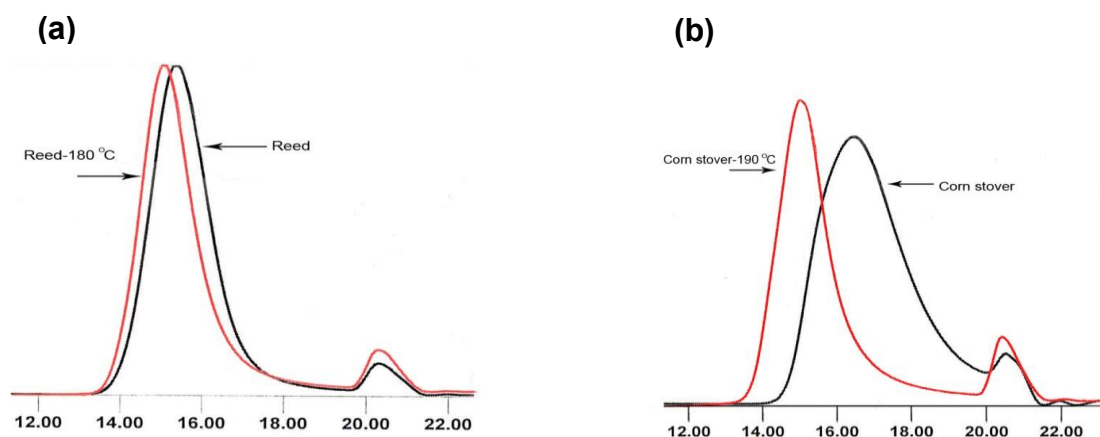 (a)
Reed-180 °C
Reed
12.00 14.00 16.00 18.00 20.00 22.00
(b)
Corn stover-190°C
Corn stover
12.00 14.00 16.00 18.00 20.00 22.00